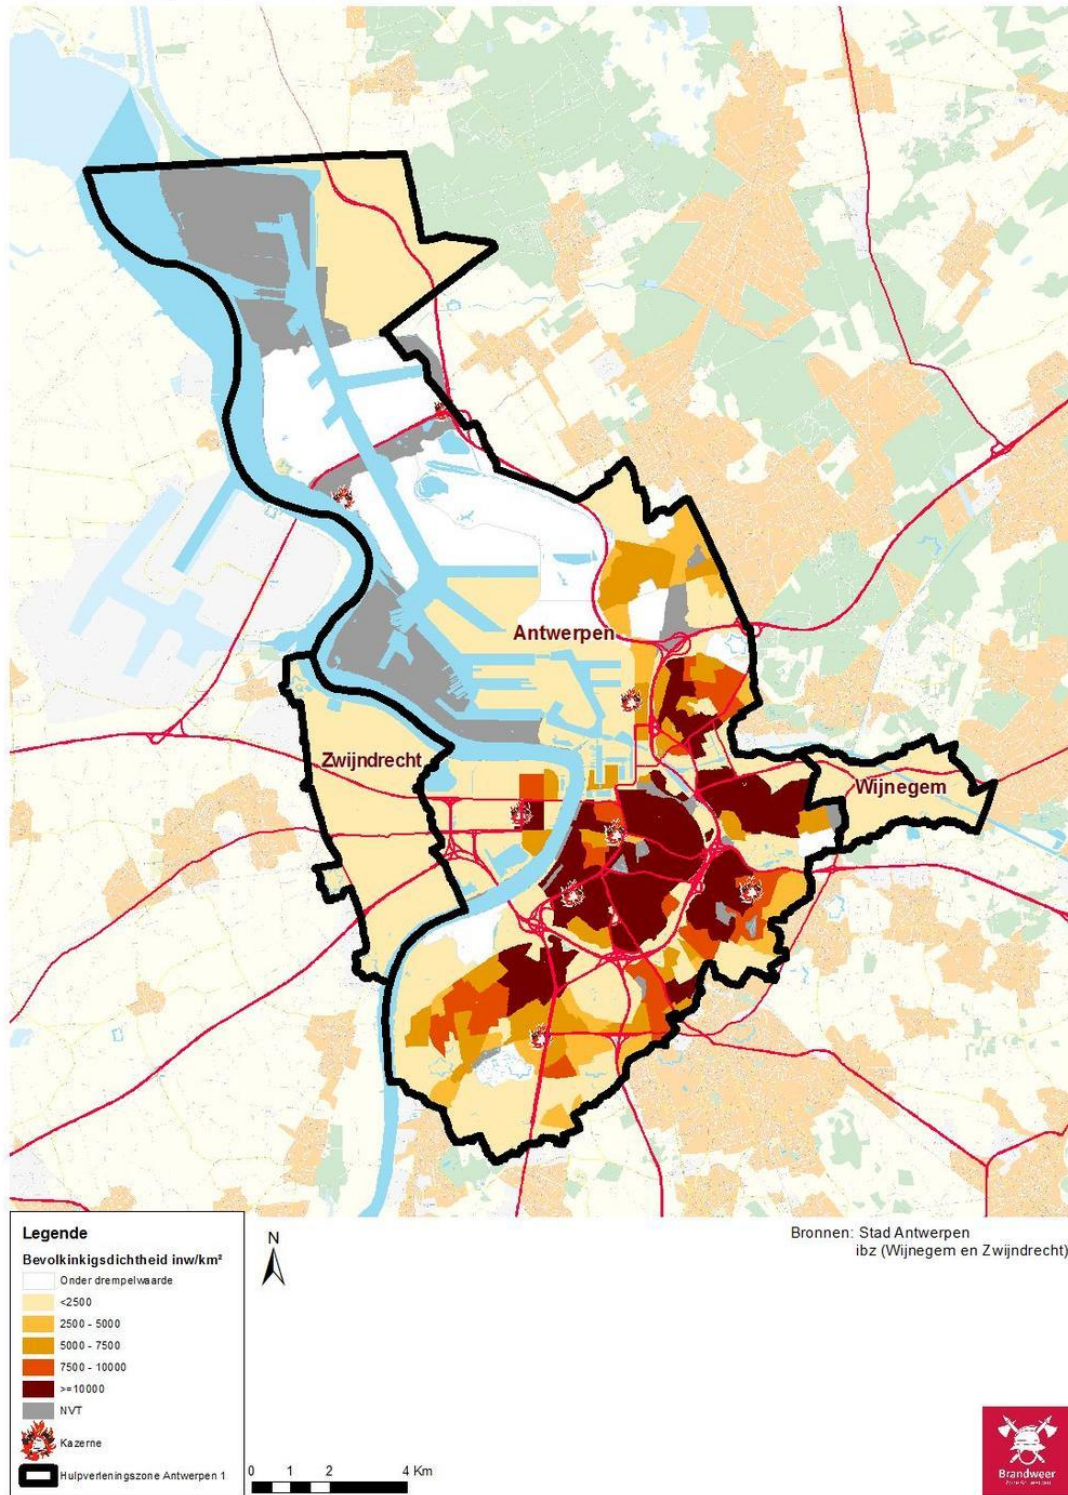 Antwerpen
Zwijndrecht
Wijnegem
Legende
Bevolkinkigsdichtheid inw/km²
Onder drempelwaarde
<2500
2500 - 5000
5000 - 7500
7500 - 10000
>=10000
NVT
Kazerne
Hulpverleningszone Antwerpen 1
N
0 1 2 4 Km
Bronnen: Stad Antwerpen
ibz (Wijnegem en Zwijndrecht)
Brandweer